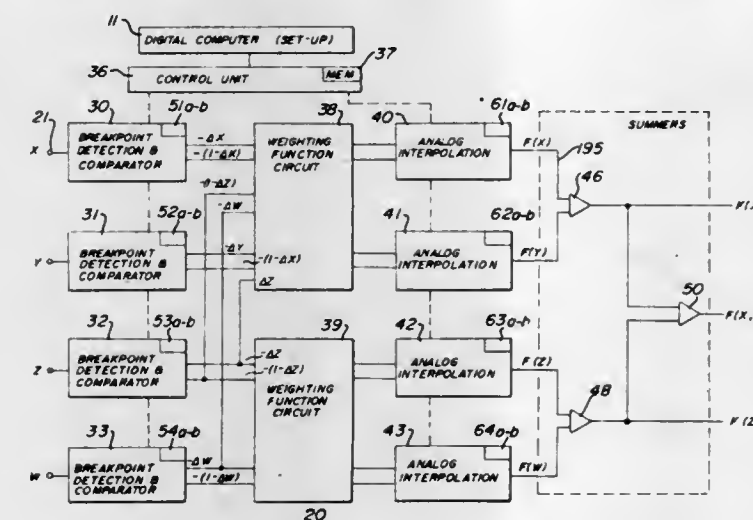 11
DIGITAL COMPUTER (SET-UP)
36
CONTROL UNIT
MEM
37
21
30
51a-b
38
40
61a-b
SUMMERS
X
BREAKPOINT
DETECTION &
COMPARATOR
-ΔX
-(1-ΔX)
WEIGHTING
FUNCTION
CIRCUIT
ANALOG
INTERPOLATION
F(X)
195
46
-(1-ΔZ)
-ΔW
31
52a-b
41
62a-b
Y
BREAKPOINT
DETECTION &
COMPARATOR
-ΔY
-(1-ΔX)
ΔZ
ANALOG
INTERPOLATION
F(Y)
50
F(X,
32
53a-b
39
42
63a-b
Z
BREAKPOINT
DETECTION &
COMPARATOR
-ΔZ
-(1-ΔZ)
WEIGHTING
FUNCTION
CIRCUIT
ANALOG
INTERPOLATION
F(Z)
48
33
54a-b
43
64a-b
W
BREAKPOINT
DETECTION &
COMPARATOR
-ΔW
-(1-ΔW)
ANALOG
INTERPOLATION
F(W)
20